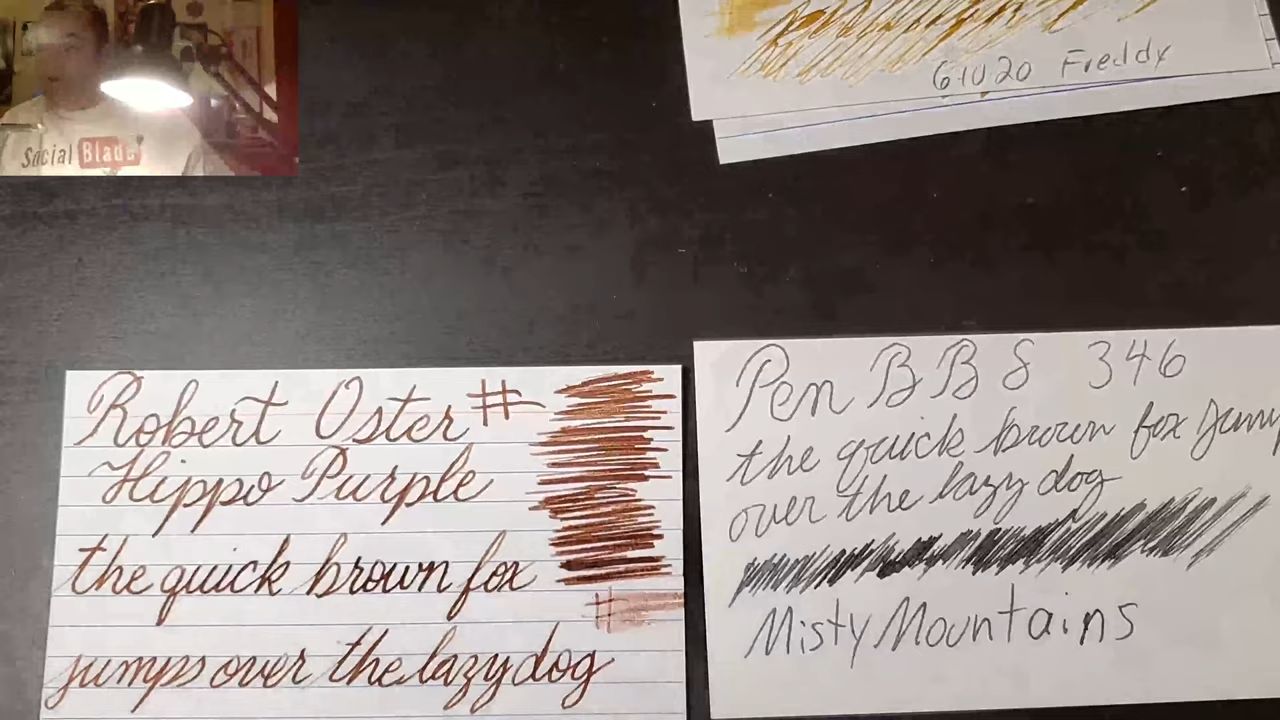 Social Blade
61020 Freddy
Robert Oster #
Hippo Purple
the quick brown fox
#
jumps over the lazy dog
Pen BBS 346
the quick brown fox jump
over the lazy dog
Misty Mountains